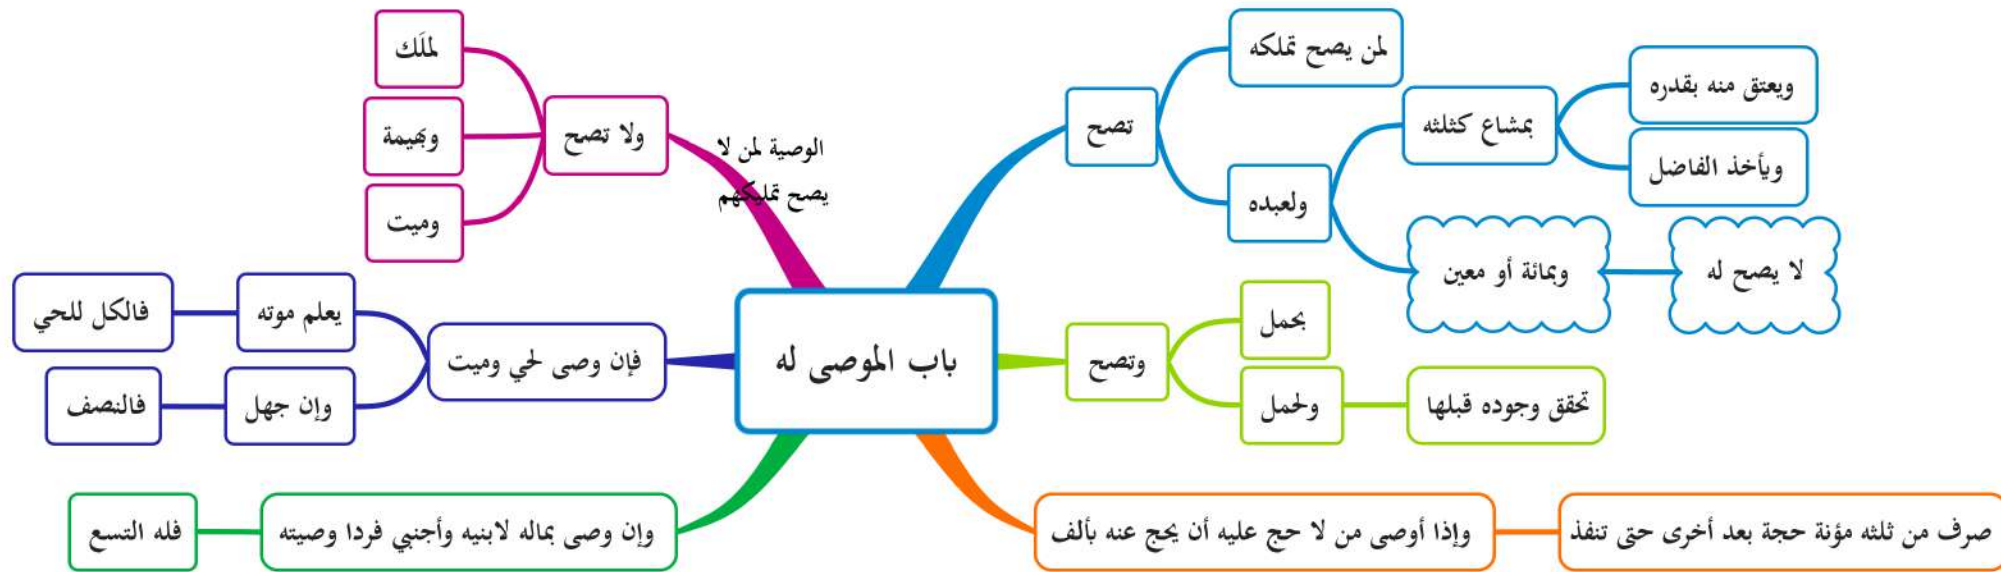 باب الموصى له
تصح
لمن يصح تملكه
ولعبده
بمشاع كثلثه
ويعتق منه بقدره
ويأخذ الفاضل
وبمائة أو معين
لا يصح له
وتصح
بحمل
ولحمل
تحقق وجوده قبلها
وإذا أوصى من لا حج عليه أن يحج عنه بألف
صرف من ثلثه مؤنة حجة بعد أخرى حتى تنفذ
الوصية لمن لا
يصح تمليكهم
ولا تصح
لملَك
وبهيمة
وميت
فإن وصى لحي وميت
يعلم موته
فالكل للحي
وإن جهل
فالنصف
وإن وصى بماله لابنيه وأجنبي فردا وصيته
فله التسع